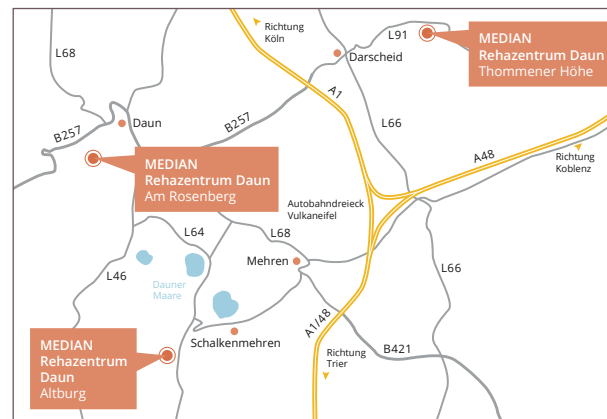 L68
Richtung
Köln
L91
MEDIAN
Rehazentrum Daun
Thommener Höhe
Darscheid
A1
B257
Daun
B257
L66
A48
Richtung
Koblenz
MEDIAN
Rehazentrum Daun
Am Rosenberg
Autobahndreieck
Vulkaneifel
L64
L68
Mehren
L46
Dauner
Maare
L66
A1/48
Schalkenmehren
MEDIAN
Rehazentrum
Daun
Altburg
Richtung
Trier
B421